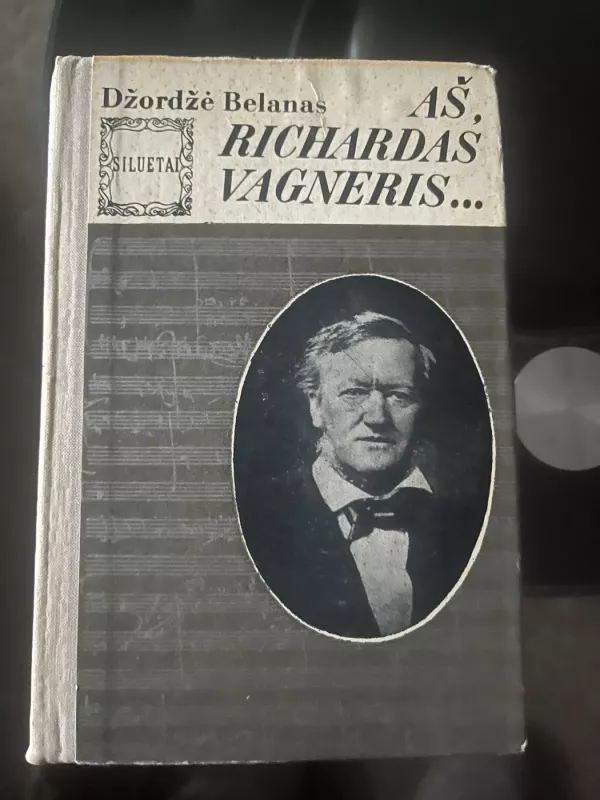 Džordžė Belanas
AŠ,
RICHARDAS
VAGNERIS...
SILUETAI